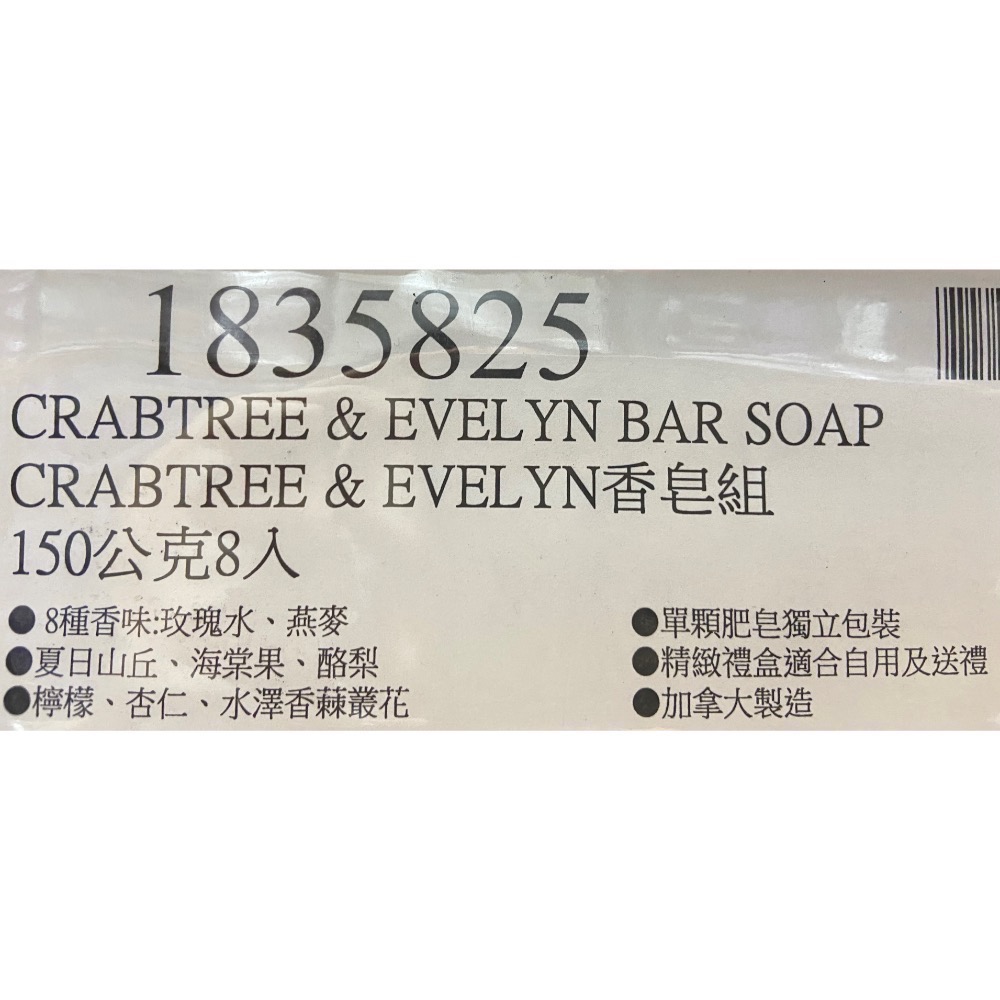 1835825
CRABTREE & EVELYN BAR SOAP
CRABTREE & EVELYN香皂組
150公克8入
● 8種香味:玫瑰水、燕麥
●夏日山丘、海棠果、酪梨
●檸檬、杏仁、水澤香蕀叢花
●單顆肥皂獨立包裝
●精緻禮盒適合自用及送禮
●加拿大製造